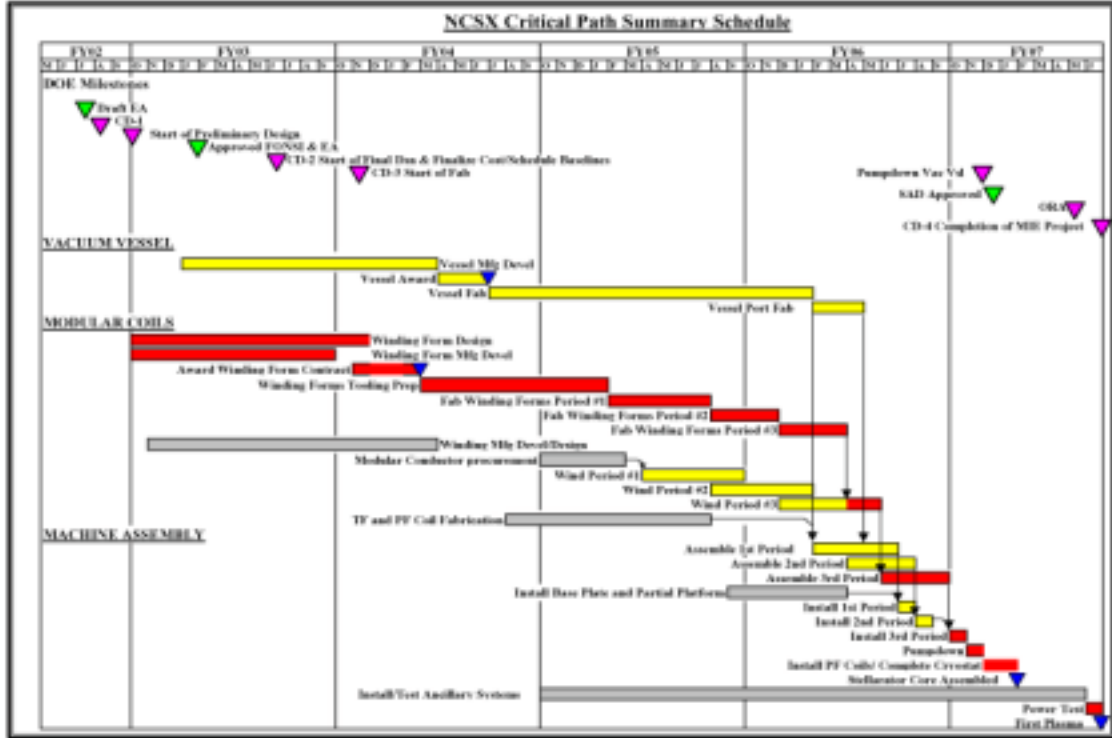 NCSX Critical Path Summary Schedule
FY02 FY03 FY04 FY05 FY06 FY07
M J J A S O N D J F M A M J J A S O N D J F M A M J J A S O N D J F M A M J J A S O N D J F M A M J J A S O N D J F M A M J
DOE Milestones
Draft EA
CD-1
Start of Preliminary Design
Approved FONSI & EA
CD-2 Start of Final Dsn & Finalize Cost/Schedule Baselines
CD-3 Start of Fab
Pumpdown Vac Vsl
SAD Approved
ORA
CD-4 Completion of MIE Project
VACUUM VESSEL
Vessel Mfg Devel
Vessel Award
Vessel Fab
Vessel Port Fab
MODULAR COILS
Winding Form Design
Winding Form Mfg Devel
Award Winding Form Contract
Winding Forms Tooling Prep
Fab Winding Forms Period #1
Fab Winding Forms Period #2
Fab Winding Forms Period #3
Winding Mfg Devel/Design
Modular Conductor procurement
Wind Period #1
Wind Period #2
Wind Period #3
TF and PF Coil Fabrication
MACHINE ASSEMBLY
Assemble 1st Period
Assemble 2nd Period
Assemble 3rd Period
Install Base Plate and Partial Platform
Install 1st Period
Install 2nd Period
Install 3rd Period
Pumpdown
Install PF Coils/ Complete Cryostat
Stellarator Core Assembled
Install/Test Ancillary Systems
Power Test
First Plasma